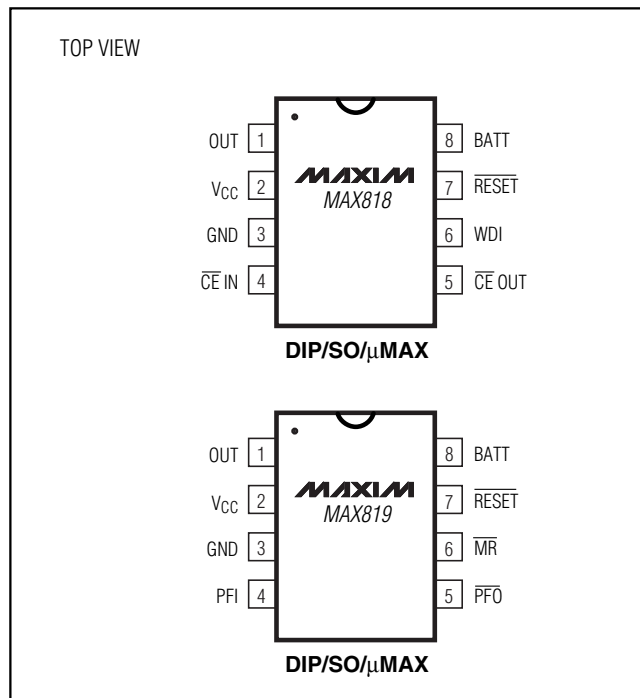 TOP VIEW
OUT 1 8 BATT
VCC 2 MAXIM 7 RESET
MAX818
GND 3 6 WDI
CE IN 4 5 CE OUT
DIP/SO/µMAX
OUT 1 8 BATT
VCC 2 MAXIM 7 RESET
MAX819
GND 3 6 MR
PFI 4 5 PFO
DIP/SO/µMAX